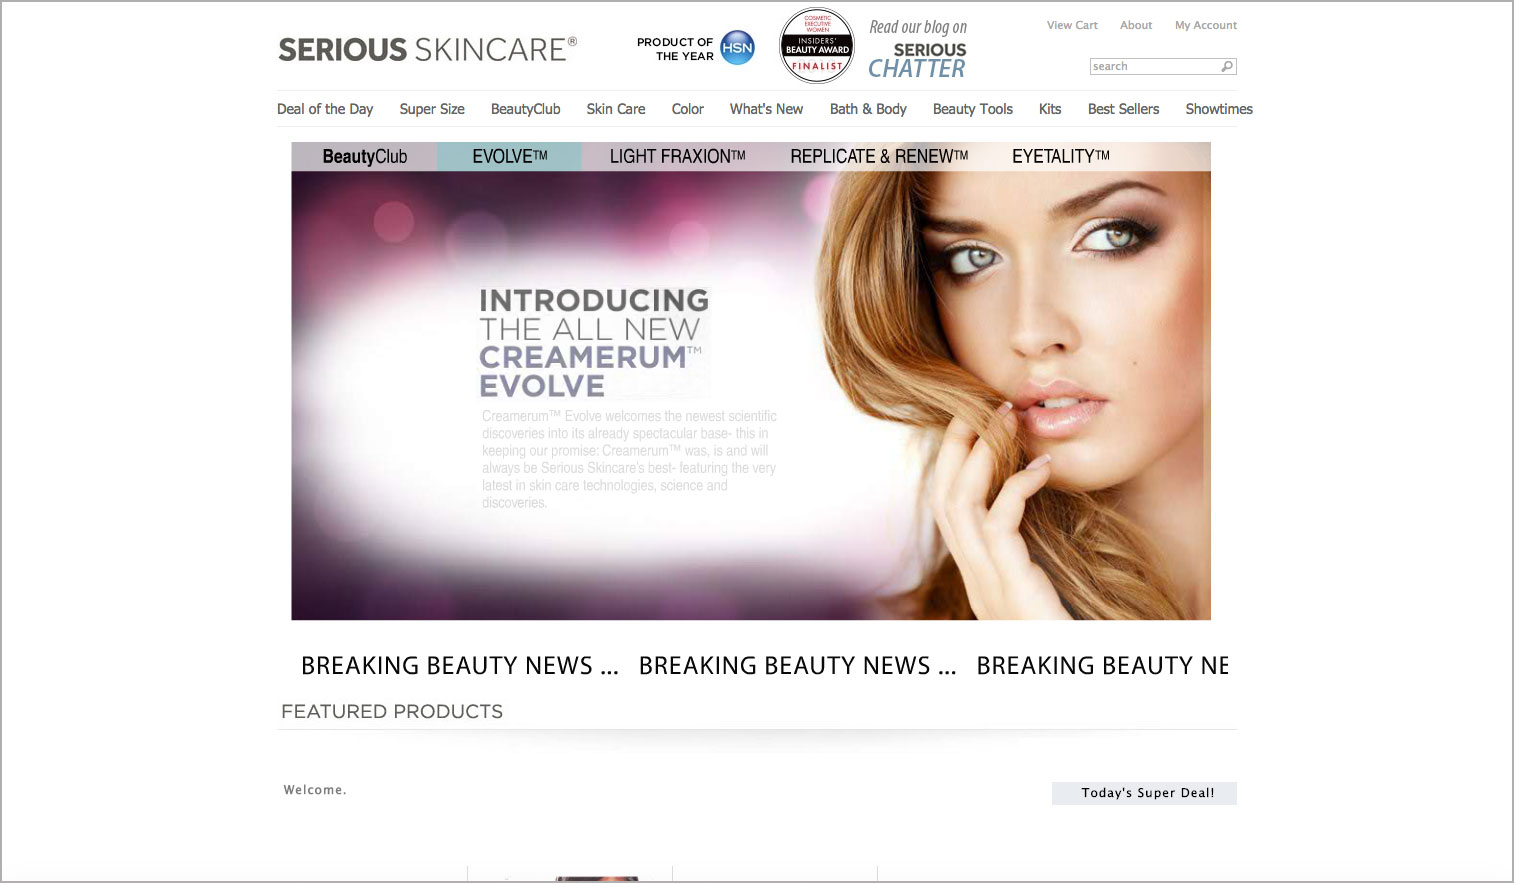 SERIOUS SKINCARE®
PRODUCT OF
THE YEAR
HSN
COSMETIC
EXECUTIVE
WOMEN
INSIDERS'
BEAUTY AWARD
FINALIST
Read our blog on
SERIOUS
CHATTER
View Cart About My Account
search
Deal of the Day Super Size BeautyClub Skin Care Color What's New Bath & Body Beauty Tools Kits Best Sellers Showtimes
BeautyClub EVOLVE™ LIGHT FRAXION™ REPLICATE & RENEW™ EYETALITY™
INTRODUCING
THE ALL NEW
CREAMERUM™
EVOLVE
Creamerum™ Evolve welcomes the newest scientific
discoveries into its already spectacular base- this in
keeping our promise: Creamerum™ was, is and will
always be Serious Skincare's best- featuring the very
latest in skin care technologies, science and
discoveries.
BREAKING BEAUTY NEWS ... BREAKING BEAUTY NEWS ... BREAKING BEAUTY NE
FEATURED PRODUCTS
Welcome.
Today's Super Deal!